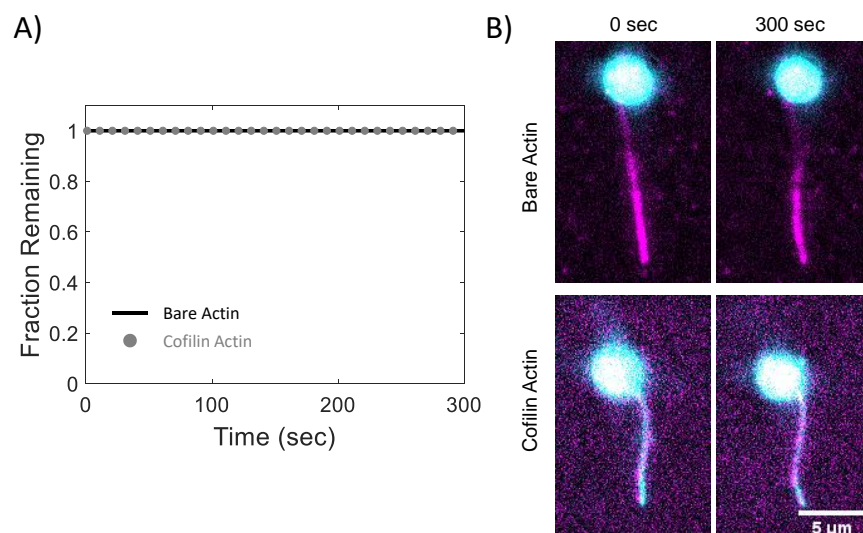 A)
Fraction Remaining
1
0.8
0.6
0.4
0.2
0
Bare Actin
Cofilin Actin
0 100 200 300
Time (sec)
B)
0 sec 300 sec
Bare Actin
Cofilin Actin
5 µm